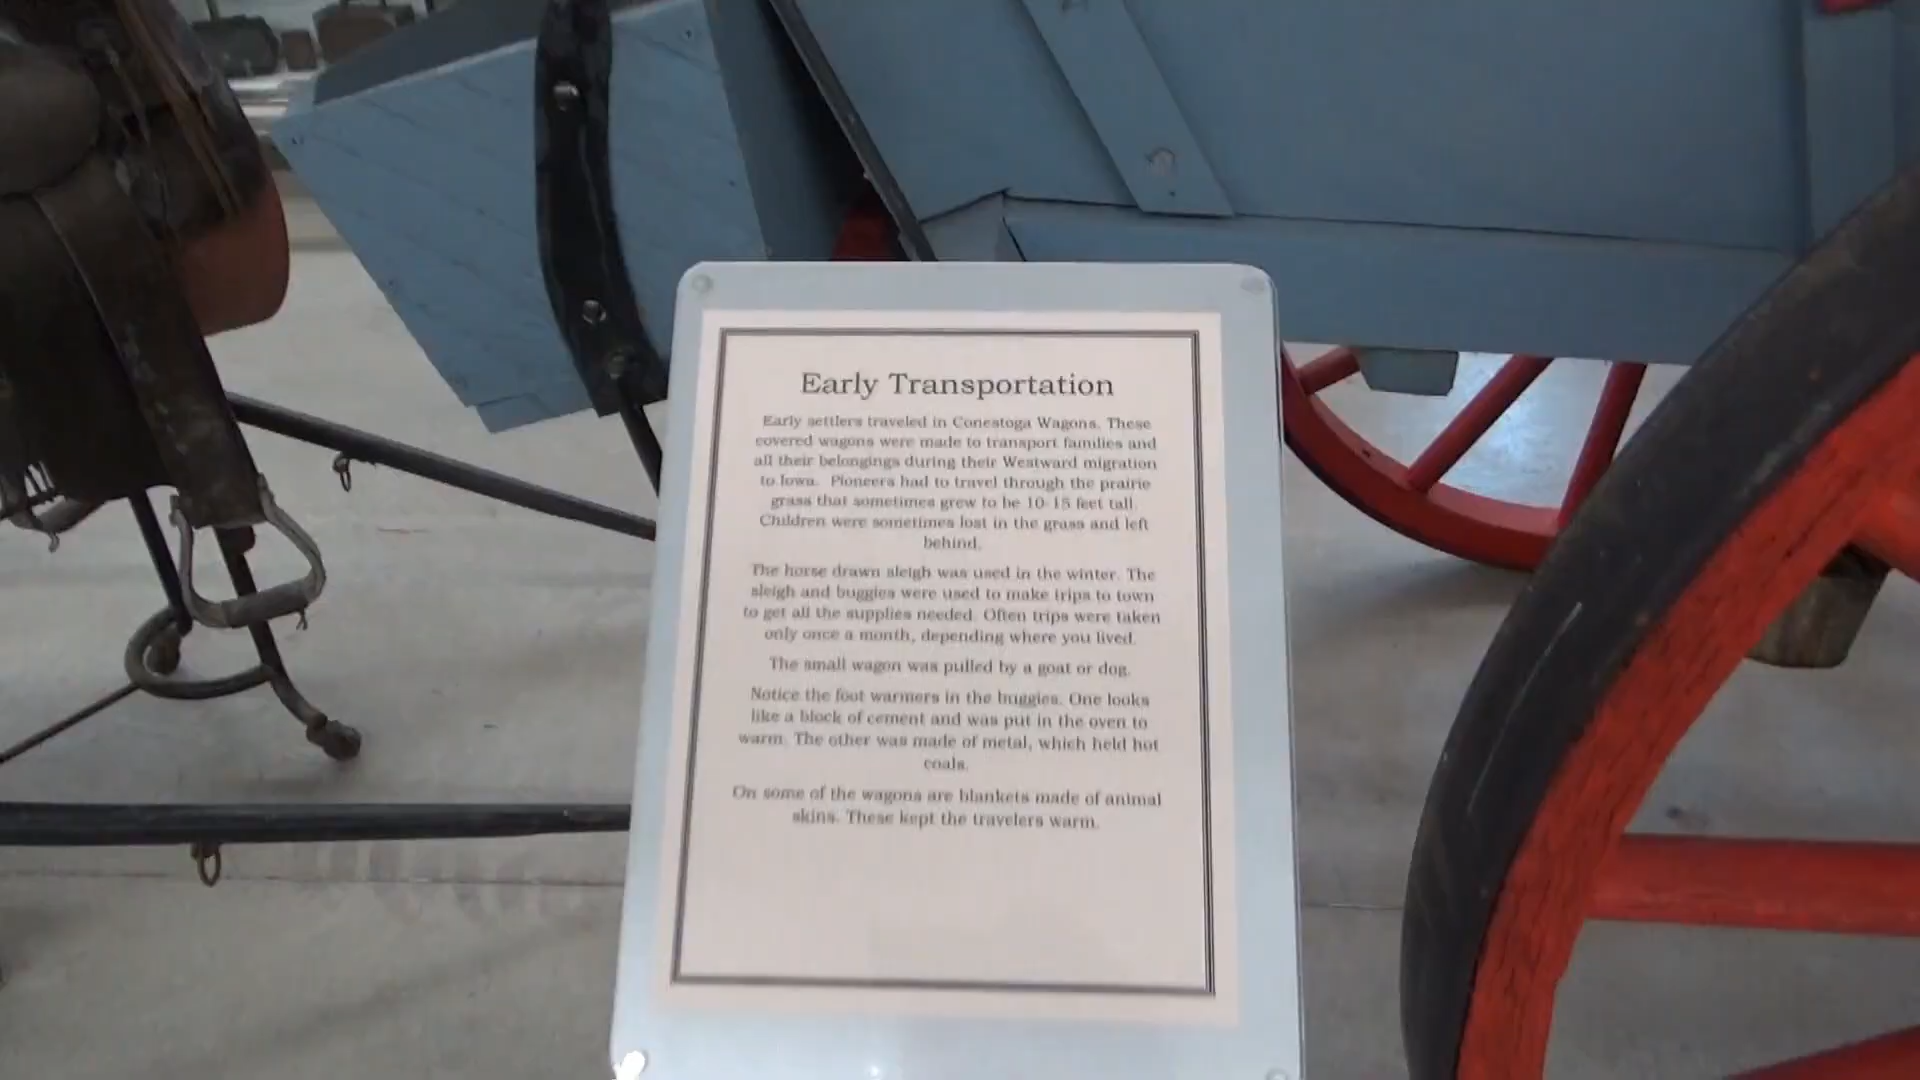 Early Transportation
Early settlers traveled in Conestoga Wagons. These
covered wagons were made to transport families and
all their belongings during their Westward migration
to Iowa. Pioneers had to travel through the prairie
grass that sometimes grew to be 10-15 feet tall.
Children were sometimes lost in the grass and left
behind.
The horse drawn sleigh was used in the winter. The
sleigh and buggies were used to make trips to town
to get all the supplies needed. Often trips were taken
only once a month, depending where you lived.
The small wagon was pulled by a goat or dog.
Notice the foot warmers in the buggies. One looks
like a block of cement and was put in the oven to
warm. The other was made of metal, which held hot
coals.
On some of the wagons are blankets made of animal
skins. These kept the travelers warm.